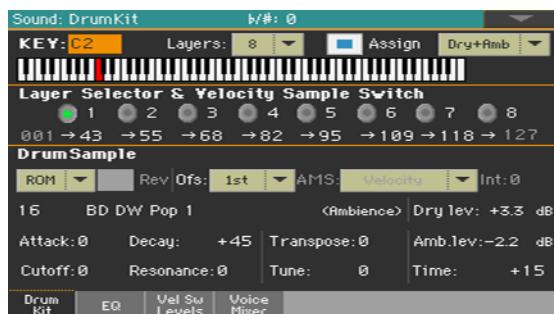 Sound: DrumKit ♭/#: 0
KEY: C2 Layers: 8 Assign Dry+Amb
Layer Selector & Velocity Sample Switch
1 2 3 4 5 6 7 8
001 →43 →55 →68 →82 →95 →109 →118 → 127
DrumSample
ROM Rev Ofs: 1st AMS: Velocity Int:0
16 BD DW Pop 1 (Ambience) Dry lev: +3.3 dB
Attack:0 Decay: +45 Transpose:0 Amb.lev:-2.2 dB
Cutoff:0 Resonance:0 Tune: 0 Time: +15
Drum Kit EQ Vel Sw Levels Voice Mixer